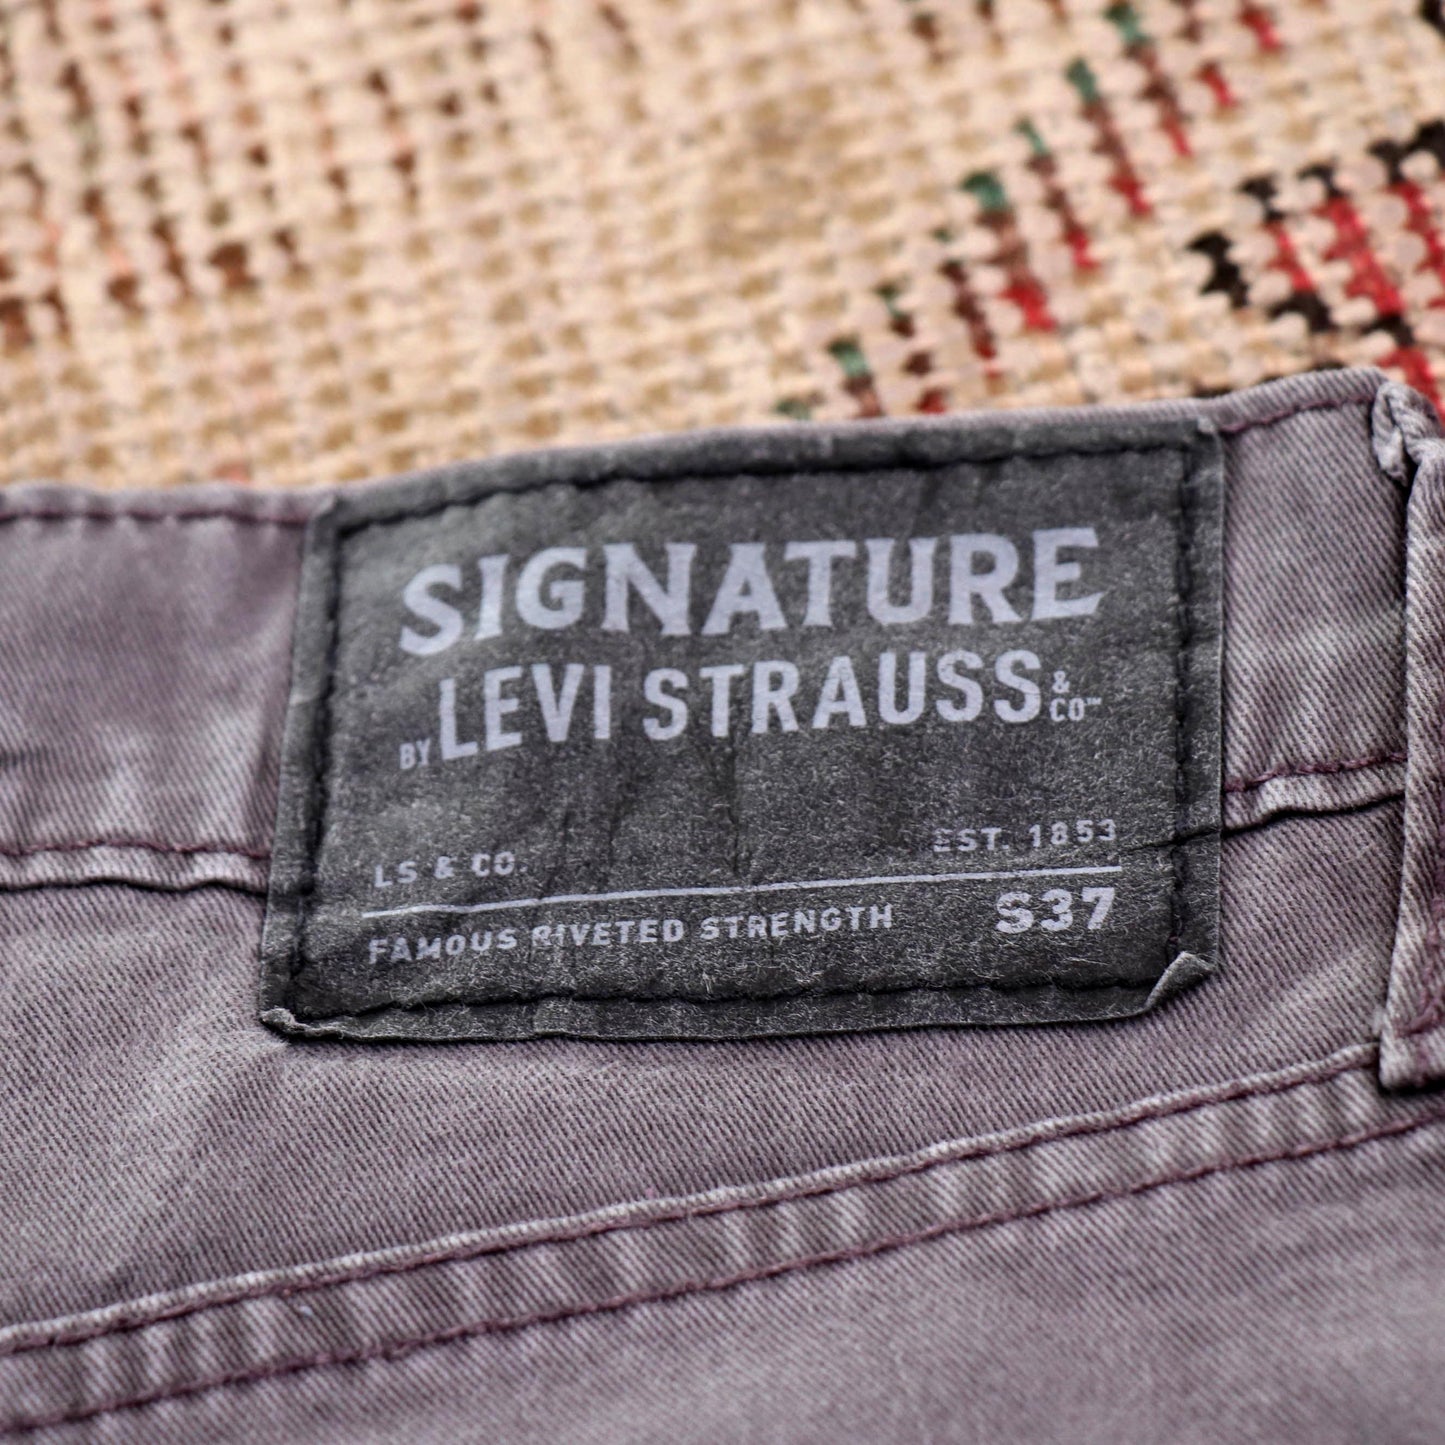 SIGNATURE
BY LEVI STRAUSS & CO™
LS & CO. EST. 1853
FAMOUS RIVETED STRENGTH S37